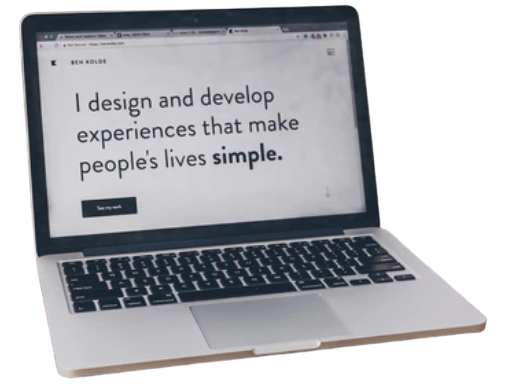 BEN KOLDE
I design and develop
experiences that make
people's lives simple.
See my work